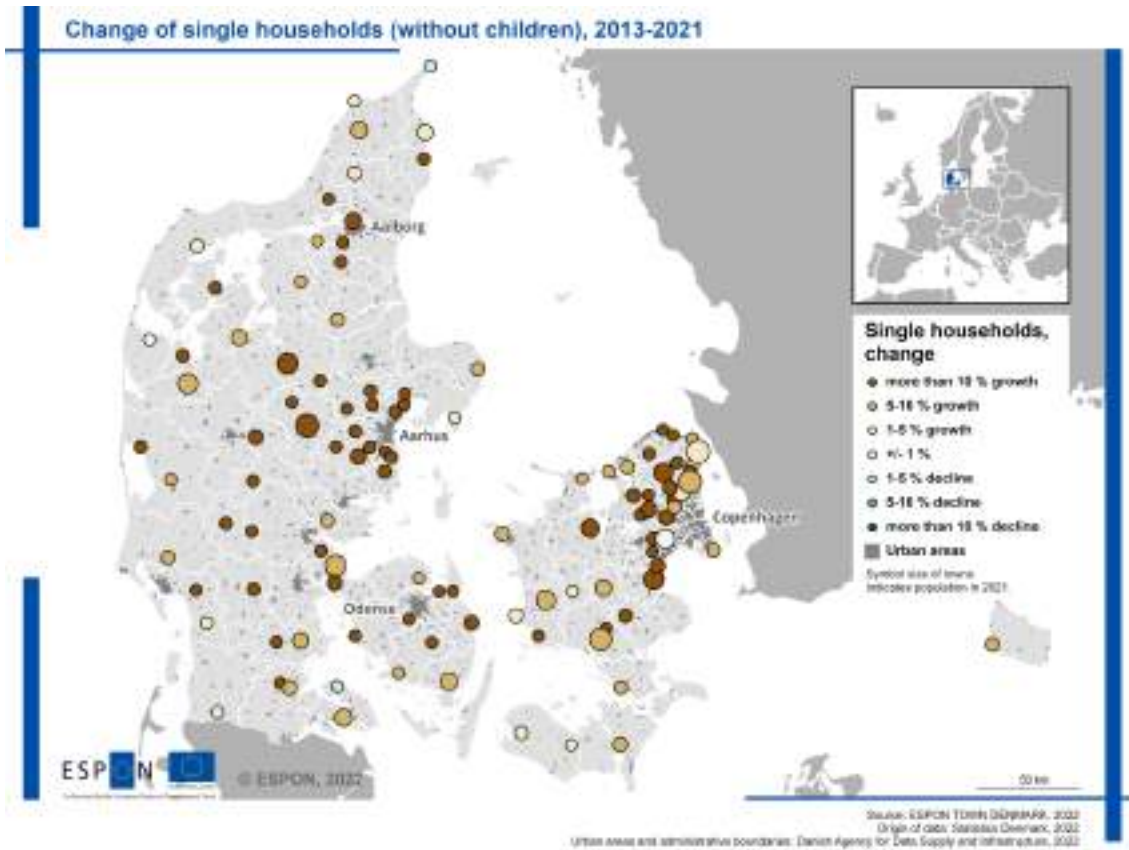 Change of single households (without children), 2013-2021
Aalborg
Aarhus
Copenhagen
Odense
Single households,
change
more than 10 % growth
5-10 % growth
1-5 % growth
+/- 1 %
1-5 % decline
5-10 % decline
more than 10 % decline
Urban areas
Symbol size of towns
indicates population in 2021
ESPON
© ESPON, 2022
50 km
Source: ESPON TOWN DENMARK, 2022
Origin of data: Statistics Denmark, 2022
Urban areas and administrative boundaries: Danish Agency for Data Supply and Infrastructure, 2022